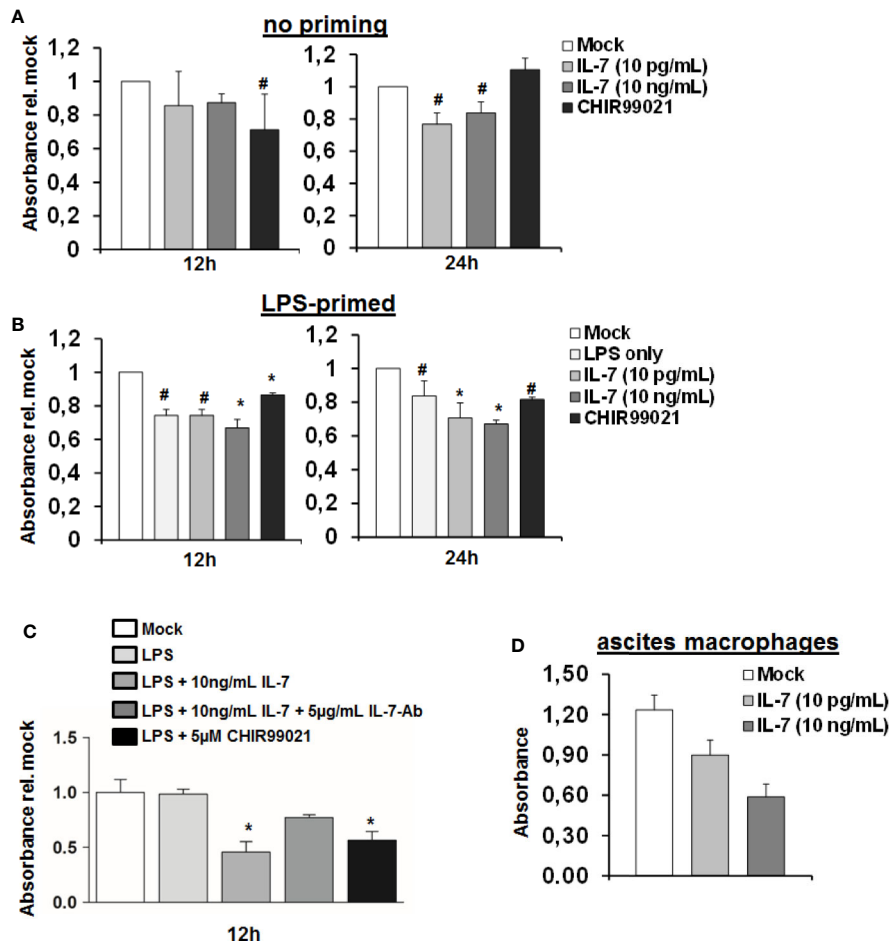 A
no priming
Absorbance rel. mock
1,2
1
0,8
0,6
0,4
0,2
0
#
12h
1,2
1
0,8
0,6
0,4
0,2
0
# #
24h
Mock
IL-7 (10 pg/mL)
IL-7 (10 ng/mL)
CHIR99021
B
LPS-primed
Absorbance rel. mock
1,2
1
0,8
0,6
0,4
0,2
0
# # * *
12h
1,2
1
0,8
0,6
0,4
0,2
0
# * * #
24h
Mock
LPS only
IL-7 (10 pg/mL)
IL-7 (10 ng/mL)
CHIR99021
C
Mock
LPS
LPS + 10ng/mL IL-7
LPS + 10ng/mL IL-7 + 5µg/mL IL-7-Ab
LPS + 5µM CHIR99021
Absorbance rel. mock
1.5
1.0
0.5
0.0
* *
12h
D
ascites macrophages
Absorbance
1,50
1,20
0,90
0,60
0,30
0.00
Mock
IL-7 (10 pg/mL)
IL-7 (10 ng/mL)